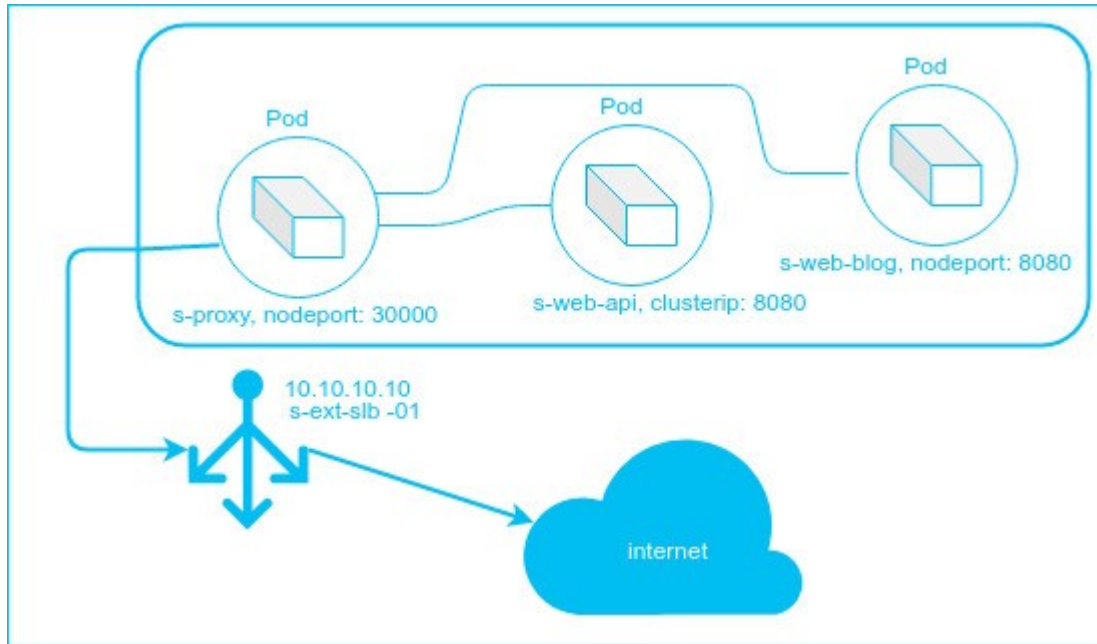 Pod
Pod
Pod
s-proxy, nodeport: 30000
s-web-api, clusterip: 8080
s-web-blog, nodeport: 8080
10.10.10.10
s-ext-slb -01
internet